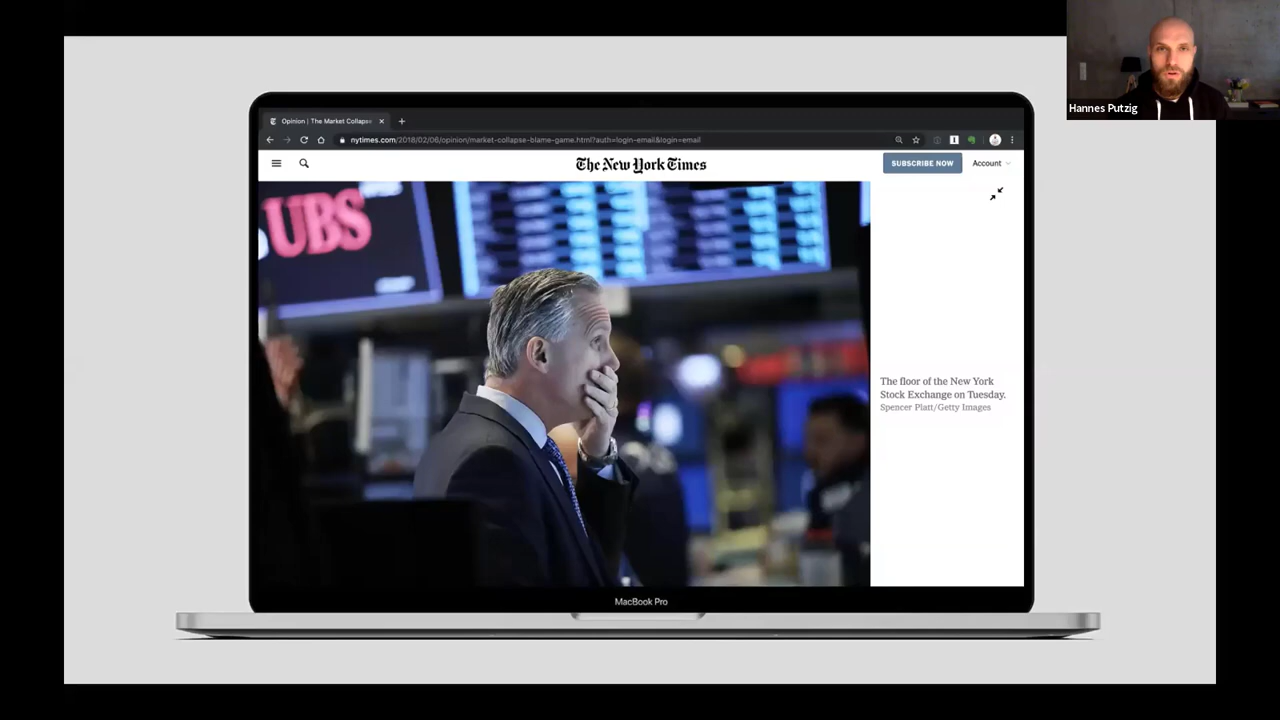 Hannes Putzig
Opinion | The Market Collapse
nytimes.com/2018/02/06/opinion/market-collapse-blame-game.html?auth=login-email&login=email
The New York Times
SUBSCRIBE NOW
Account
UBS
The floor of the New York
Stock Exchange on Tuesday.
Spencer Platt/Getty Images
MacBook Pro